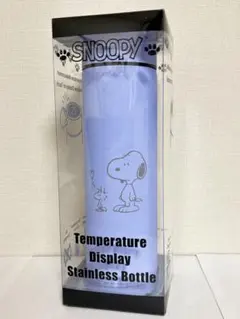 SNOOPY
Temperature
Display
Stainless Bottle